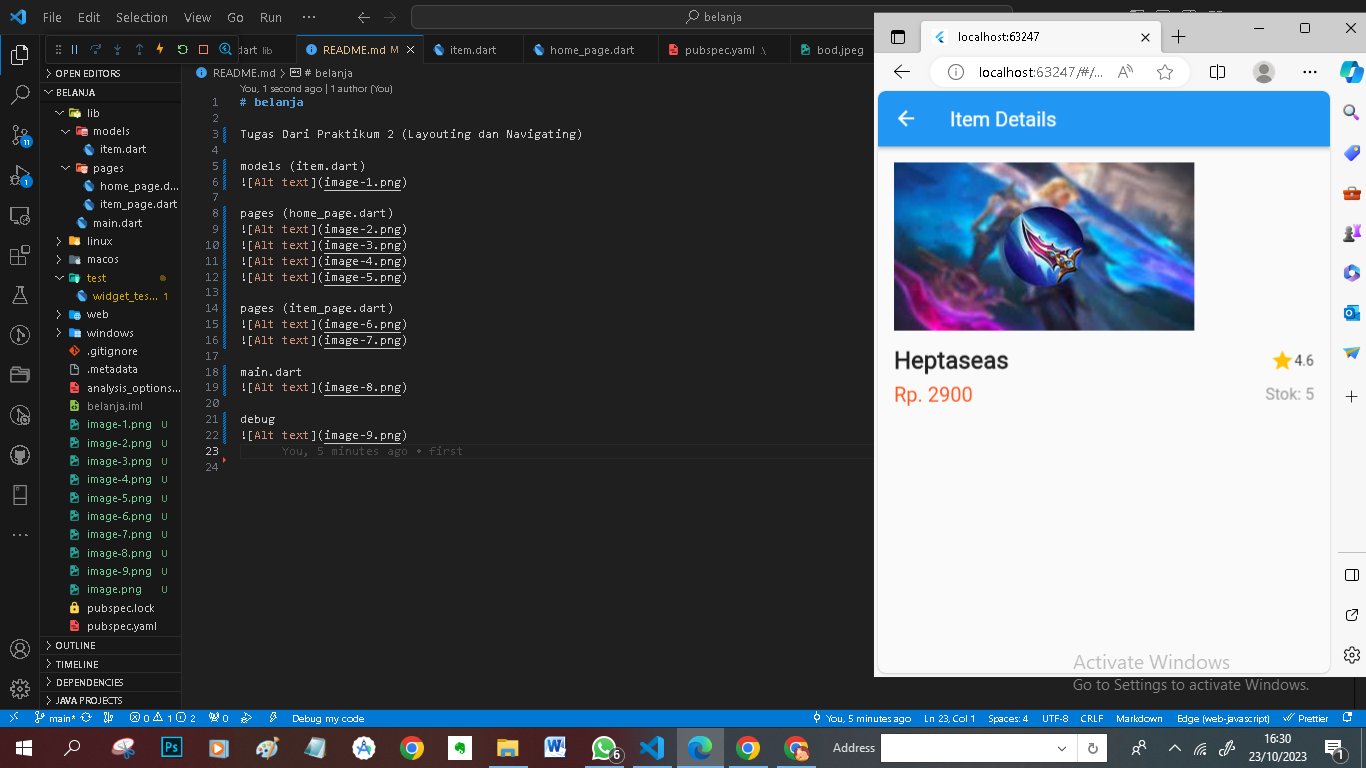 File Edit Selection View Go Run ··· belanja
dart lib README.md M item.dart home_page.dart pubspec.yaml \ bod.jpeg
OPEN EDITORS
BELANJA
lib
models
item.dart
pages
home_page.d...
item_page.dart
main.dart
linux
macos
test
widget_tes... 1
web
windows
.gitignore
.metadata
analysis_options...
belanja.iml
image-1.png U
image-2.png U
image-3.png U
image-4.png U
image-5.png U
image-6.png U
image-7.png U
image-8.png U
image-9.png U
image.png U
pubspec.lock
pubspec.yaml
OUTLINE
TIMELINE
DEPENDENCIES
JAVA PROJECTS
11
1
README.md > # belanja
You, 1 second ago | 1 author (You)
1 # belanja
2
3 Tugas Dari Praktikum 2 (Layouting dan Navigating)
4
5 models (item.dart)
6 ![Alt text](image-1.png)
7
8 pages (home_page.dart)
9 ![Alt text](image-2.png)
10 ![Alt text](image-3.png)
11 ![Alt text](image-4.png)
12 ![Alt text](image-5.png)
13
14 pages (item_page.dart)
15 ![Alt text](image-6.png)
16 ![Alt text](image-7.png)
17
18 main.dart
19 ![Alt text](image-8.png)
20
21 debug
22 ![Alt text](image-9.png)
23 You, 5 minutes ago • first
24
localhost:63247
localhost:63247/#/...
Item Details
Heptaseas 4.6
Rp. 2900 Stok: 5
Activate Windows
Go to Settings to activate Windows.
main* 0 1 2 0 Debug my code You, 5 minutes ago Ln 23, Col 1 Spaces: 4 UTF-8 CRLF Markdown Edge (web-javascript) Prettier
Ps W 6 Address 16:30
23/10/2023 1